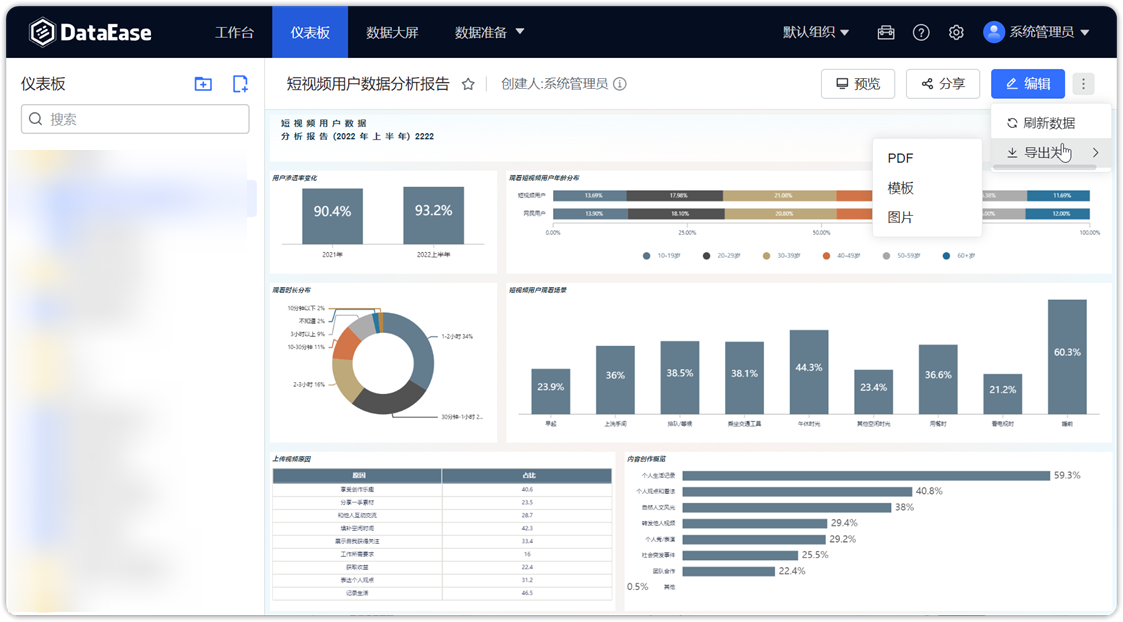 DataEase 工作台 仪表板 数据大屏 数据准备 默认组织 系统管理员
仪表板
搜索
短视频用户数据分析报告 创建人:系统管理员 预览 分享 编辑
刷新数据
导出为
PDF
模板
图片
短 视 频 用 户 数 据
分 析 报 告 (2022 年 上 半 年) 2222
用户渗透率变化
90.4% 93.2%
2021年 2022上半年
观看短视频用户年龄分布
短视频用户 13.69% 17.98% 21.06% 11.69%
网民用户 13.90% 18.10% 20.80% 12.00%
0.00% 25.00% 50.00% 100.00%
10-19岁 20-29岁 30-39岁 40-49岁 50-59岁 60+岁
观看时长分布
10分钟以下 2%
不知道 2%
3小时以上 9%
10-30分钟 11%
2-3小时 16%
1-2小时 34%
30分钟-1小时 2...
短视频用户观看场景
23.9% 36% 38.5% 38.1% 44.3% 23.4% 36.6% 21.2% 60.3%
早起 上洗手间 排队/等候 乘坐交通工具 午休时光 其他空闲时光 用餐时 看电视时 睡前
上传视频原因
原因 占比
享受创作乐趣 40.6
分享一手素材 23.5
和他人互动交流 28.7
填补空闲时间 42.3
展示自我获得关注 33.4
工作所需要求 16
获取收益 22.4
表达个人观点 31.2
记录生活 46.5
内容创作概览
个人生活记录 59.3%
个人观点和看法 40.8%
自然人文风光 38%
转发他人视频 29.4%
个人秀/表演 29.2%
社会突发事件 25.5%
团队合作 22.4%
0.5% 其他